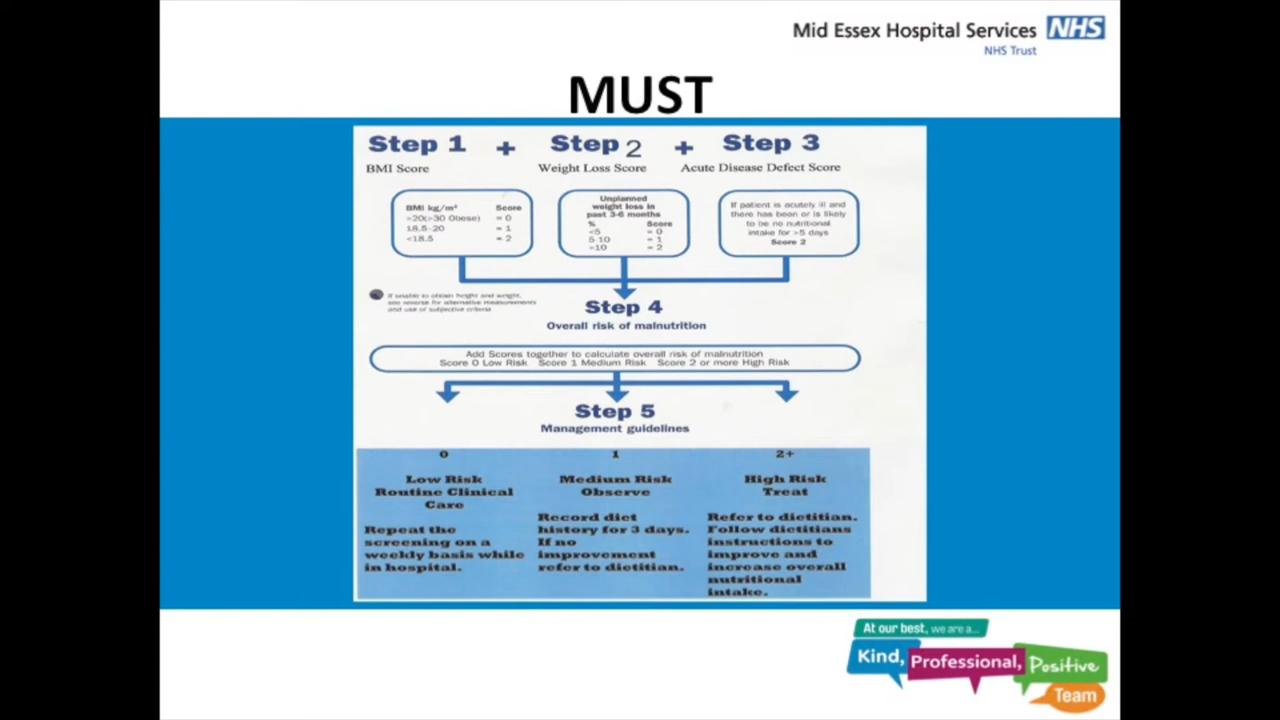 Mid Essex Hospital Services NHS
NHS Trust
MUST
Step 1 + Step 2 + Step 3
BMI Score
Weight Loss Score
Acute Disease Defect Score
BMI kg/m² Score
>20(>30 Obese) = 0
18.5-20 = 1
<18.5 = 2
Unplanned
weight loss in
past 3-6 months
% Score
<5 = 0
5-10 = 1
>10 = 2
If patient is acutely ill and
there has been or is likely
to be no nutritional
intake for >5 days
Score 2
If unable to obtain height and weight,
see reverse for alternative measurements
and use of subjective criteria
Step 4
Overall risk of malnutrition
Add Scores together to calculate overall risk of malnutrition
Score 0 Low Risk Score 1 Medium Risk Score 2 or more High Risk
Step 5
Management guidelines
0
Low Risk
Routine Clinical
Care
Repeat the
screening on a
weekly basis while
in hospital.
1
Medium Risk
Observe
Record diet
history for 3 days.
If no
improvement
refer to dietitian.
2+
High Risk
Treat
Refer to dietitian.
Follow dietitians
instructions to
improve and
increase overall
nutritional
intake.
At our best, we are a...
Kind,
Professional,
Positive
Team